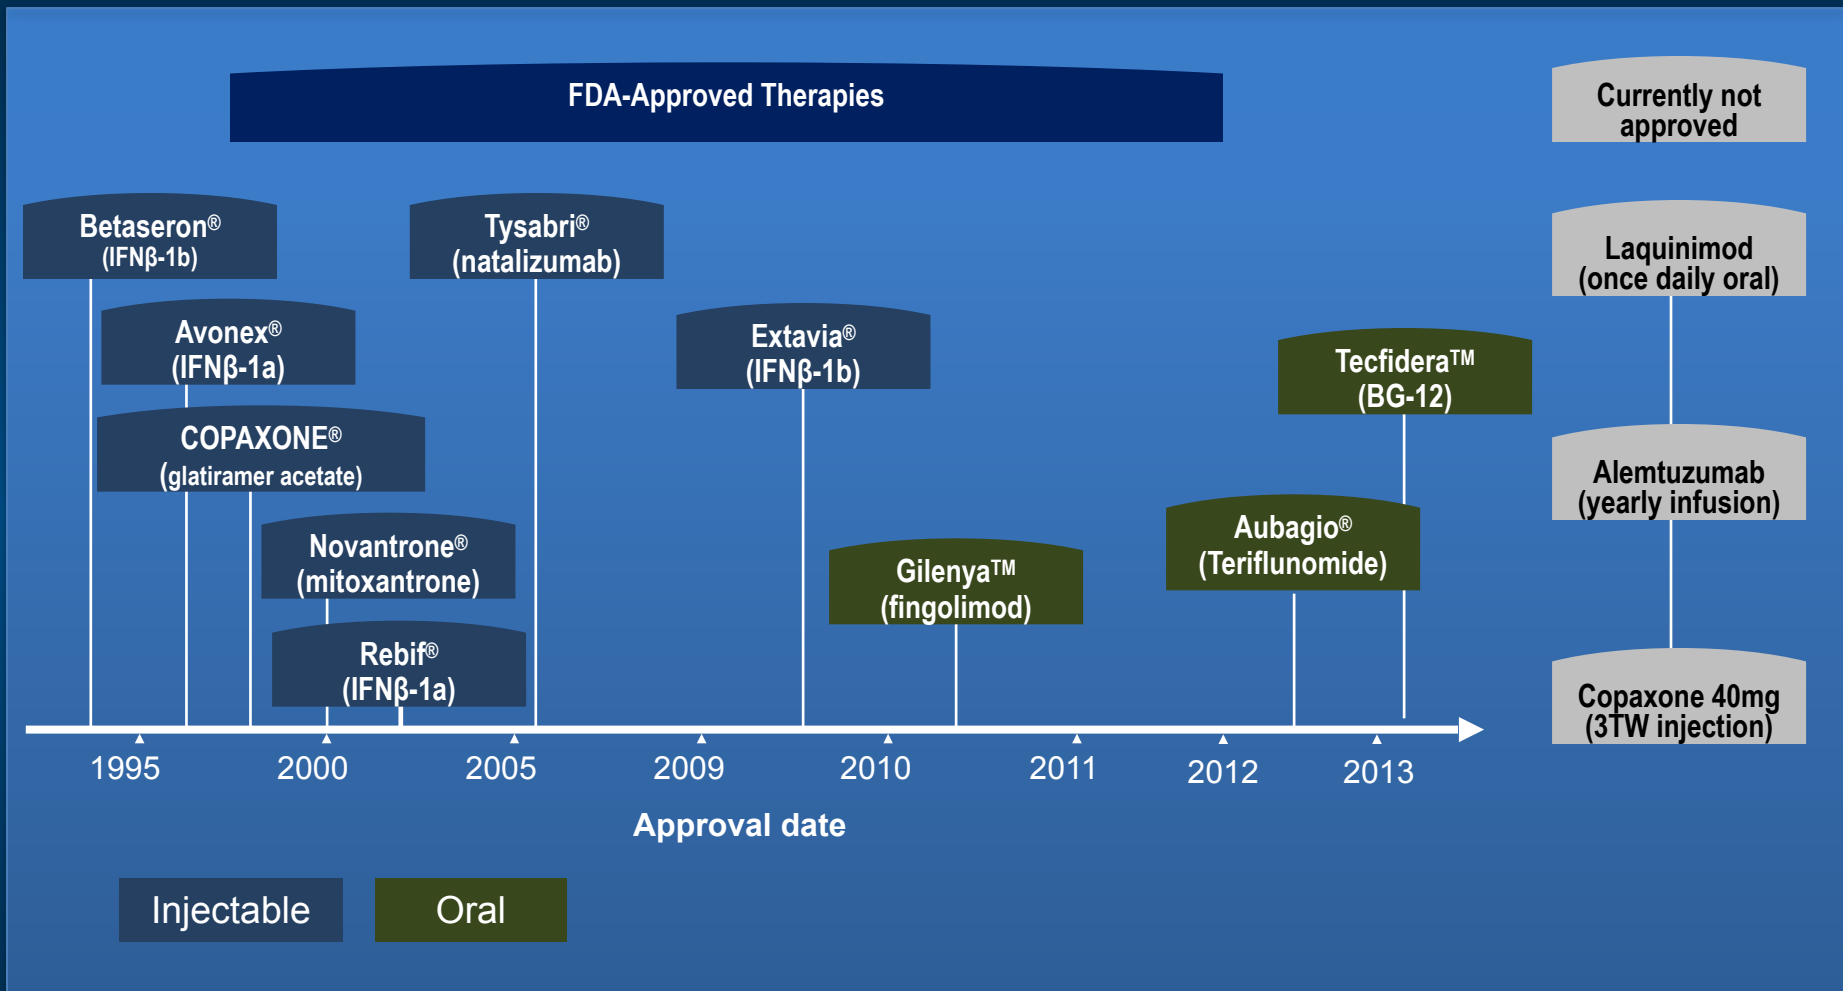 FDA-Approved Therapies
Currently not
approved
Betaseron®
(IFNβ-1b)
Tysabri®
(natalizumab)
Laquinimod
(once daily oral)
Avonex®
(IFNβ-1a)
Extavia®
(IFNβ-1b)
Tecfidera™
(BG-12)
COPAXONE®
(glatiramer acetate)
Alemtuzumab
(yearly infusion)
Novantrone®
(mitoxantrone)
Gilenya™
(fingolimod)
Aubagio®
(Teriflunomide)
Rebif®
(IFNβ-1a)
Copaxone 40mg
(3TW injection)
1995 2000 2005 2009 2010 2011 2012 2013
Approval date
Injectable
Oral